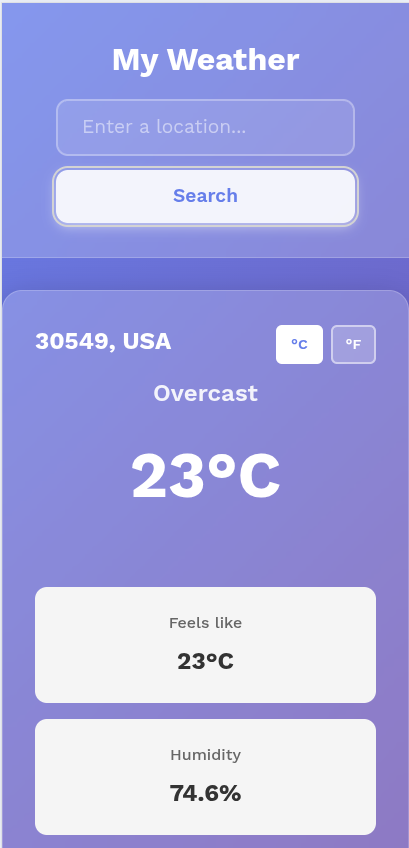 My Weather
Enter a location...
Search
30549, USA
°C
°F
Overcast
23°C
Feels like
23°C
Humidity
74.6%